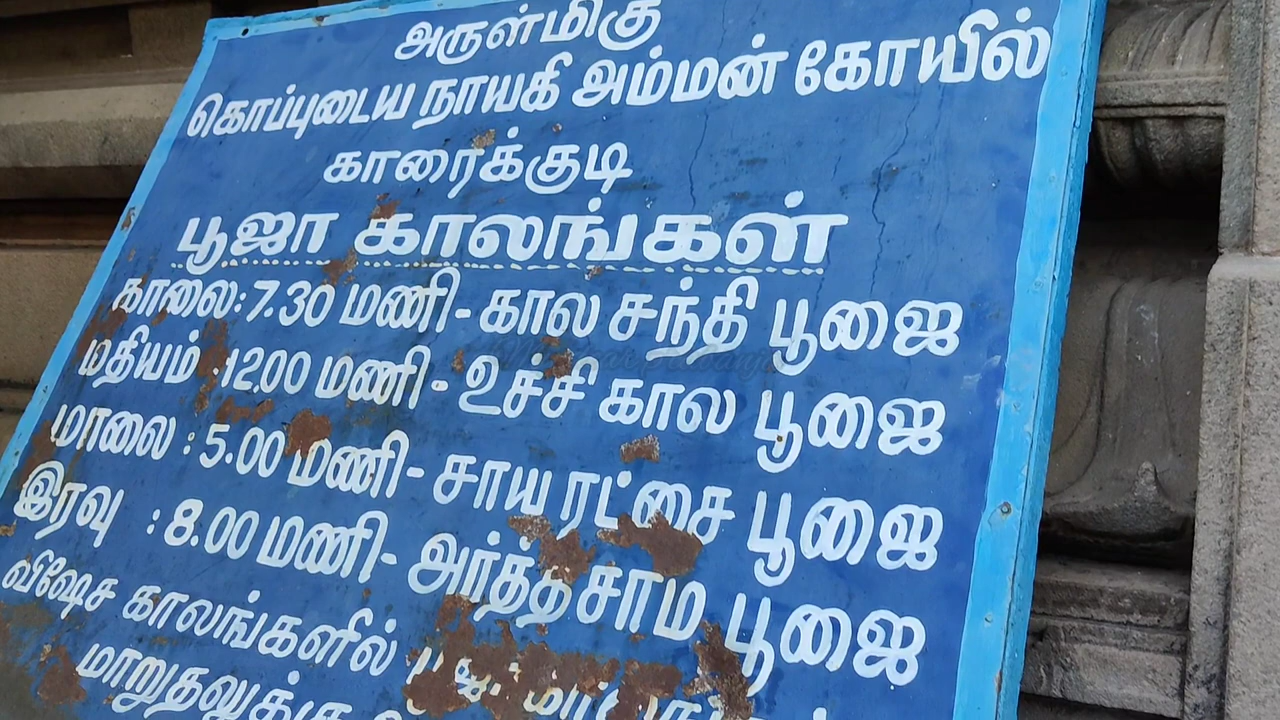 அருள்மிகு
கொப்புடைய நாயகி அம்மன் கோயில்
காரைக்குடி
பூஜா காலங்கள்
காலை: 7.30 மணி - கால சந்தி பூஜை
மதியம் : 12.00 மணி - உச்சி கால பூஜை
மாலை : 5.00 மணி - சாயரட்சை பூஜை
இரவு : 8.00 மணி - அர்த்தசாம பூஜை
விஷேச காலங்களில்
மாறுதலுக்கு